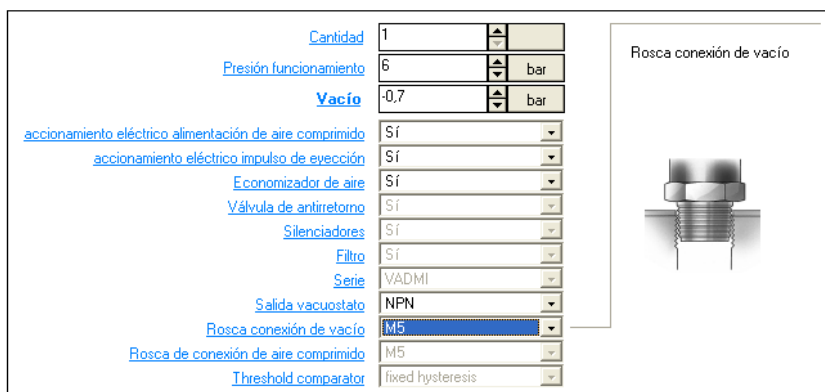 Cantidad 1
Rosca conexión de vacío
Presión funcionamiento 6 bar
Vacío -0,7 bar
accionamiento eléctrico alimentación de aire comprimido Sí
accionamiento eléctrico impulso de eyección Sí
Economizador de aire Sí
Válvula de antirretorno Sí
Silenciadores Sí
Filtro Sí
Serie VADMI
Salida vacuostato NPN
Rosca conexión de vacío M5
Rosca de conexión de aire comprimido M5
Threshold comparator fixed hysteresis